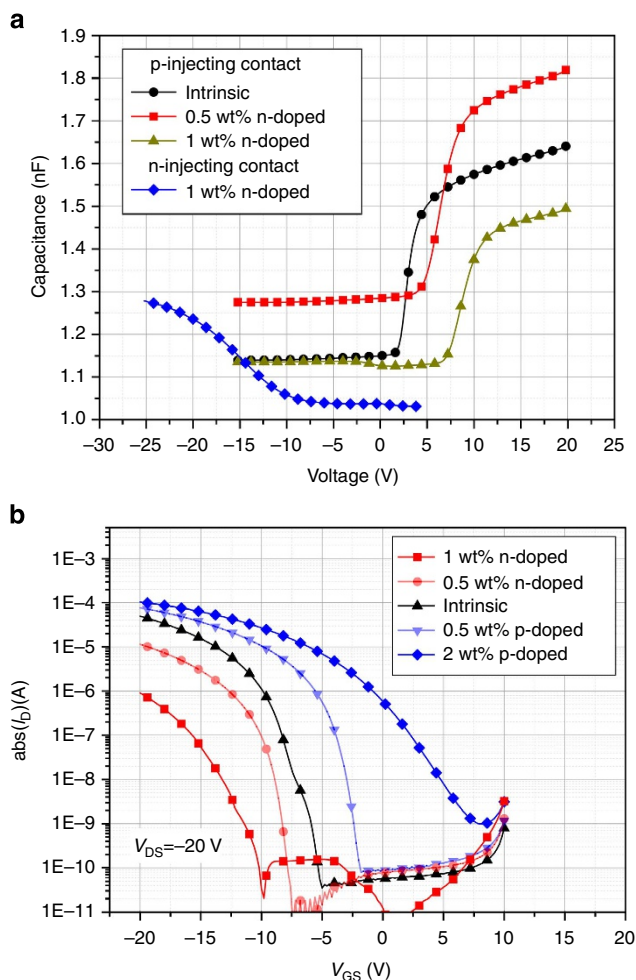 a
1.9
1.8
1.7
1.6
1.5
1.4
1.3
1.2
1.1
1.0
Capacitance (nF)
p-injecting contact
Intrinsic
0.5 wt% n-doped
1 wt% n-doped
n-injecting contact
1 wt% n-doped
−30 −25 −20 −15 −10 −5 0 5 10 15 20 25
Voltage (V)
b
1E−3
1E−4
1E−5
1E−6
1E−7
1E−8
1E−9
1E−10
1E−11
abs(I_D)(A)
1 wt% n-doped
0.5 wt% n-doped
Intrinsic
0.5 wt% p-doped
2 wt% p-doped
V_DS=−20 V
−20 −15 −10 −5 0 5 10 15 20
V_GS (V)